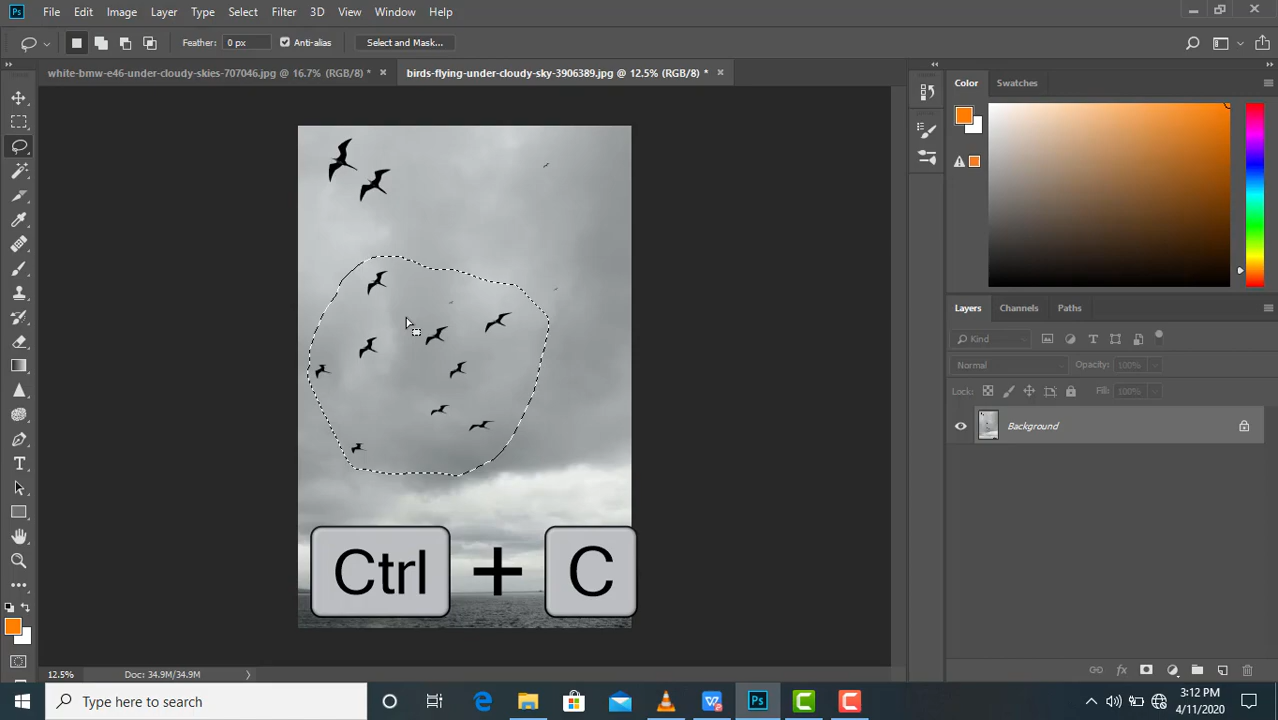 Ps File Edit Image Layer Type Select Filter 3D View Window Help
Feather: 0 px Anti-alias Select and Mask...
white-bmw-e46-under-cloudy-skies-707046.jpg @ 16.7% (RGB/8) *
birds-flying-under-cloudy-sky-3906389.jpg @ 12.5% (RGB/8) *
Color Swatches
Layers Channels Paths
Kind
Normal Opacity: 100%
Lock: Fill: 100%
Background
Ctrl + C
12.5% Doc: 34.9M/34.9M
Type here to search
Ps
3:12 PM
4/11/2020